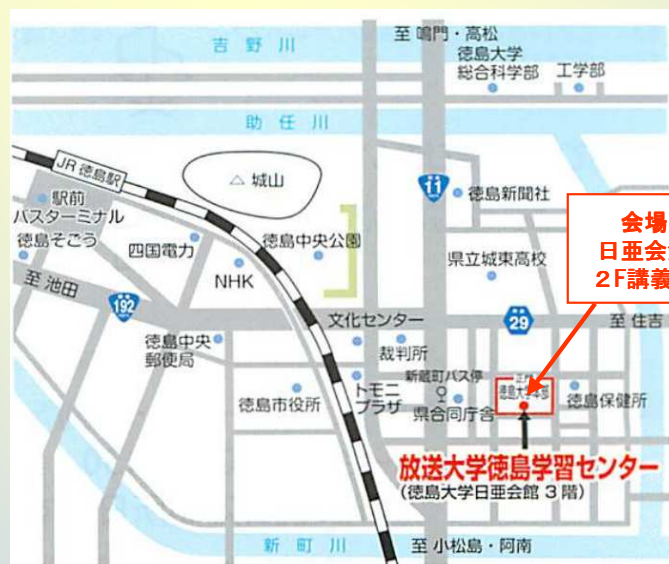 吉野川
至 鳴門・高松
徳島大学
総合科学部
工学部
助任川
JR 徳島駅
城山
11
徳島新聞社
駅前
バスターミナル
徳島そごう
四国電力
徳島中央公園
NHK
県立城東高校
会場
日亜会
2F講義
至 池田
192
文化センター
29
至 住吉
徳島中央
郵便局
裁判所
新蔵町バス停
徳島大学本部
徳島市役所
トモニ
プラザ
県合同庁舎
徳島保健所
放送大学徳島学習センター
(徳島大学日亜会館 3 階)
新町川
至 小松島・阿南